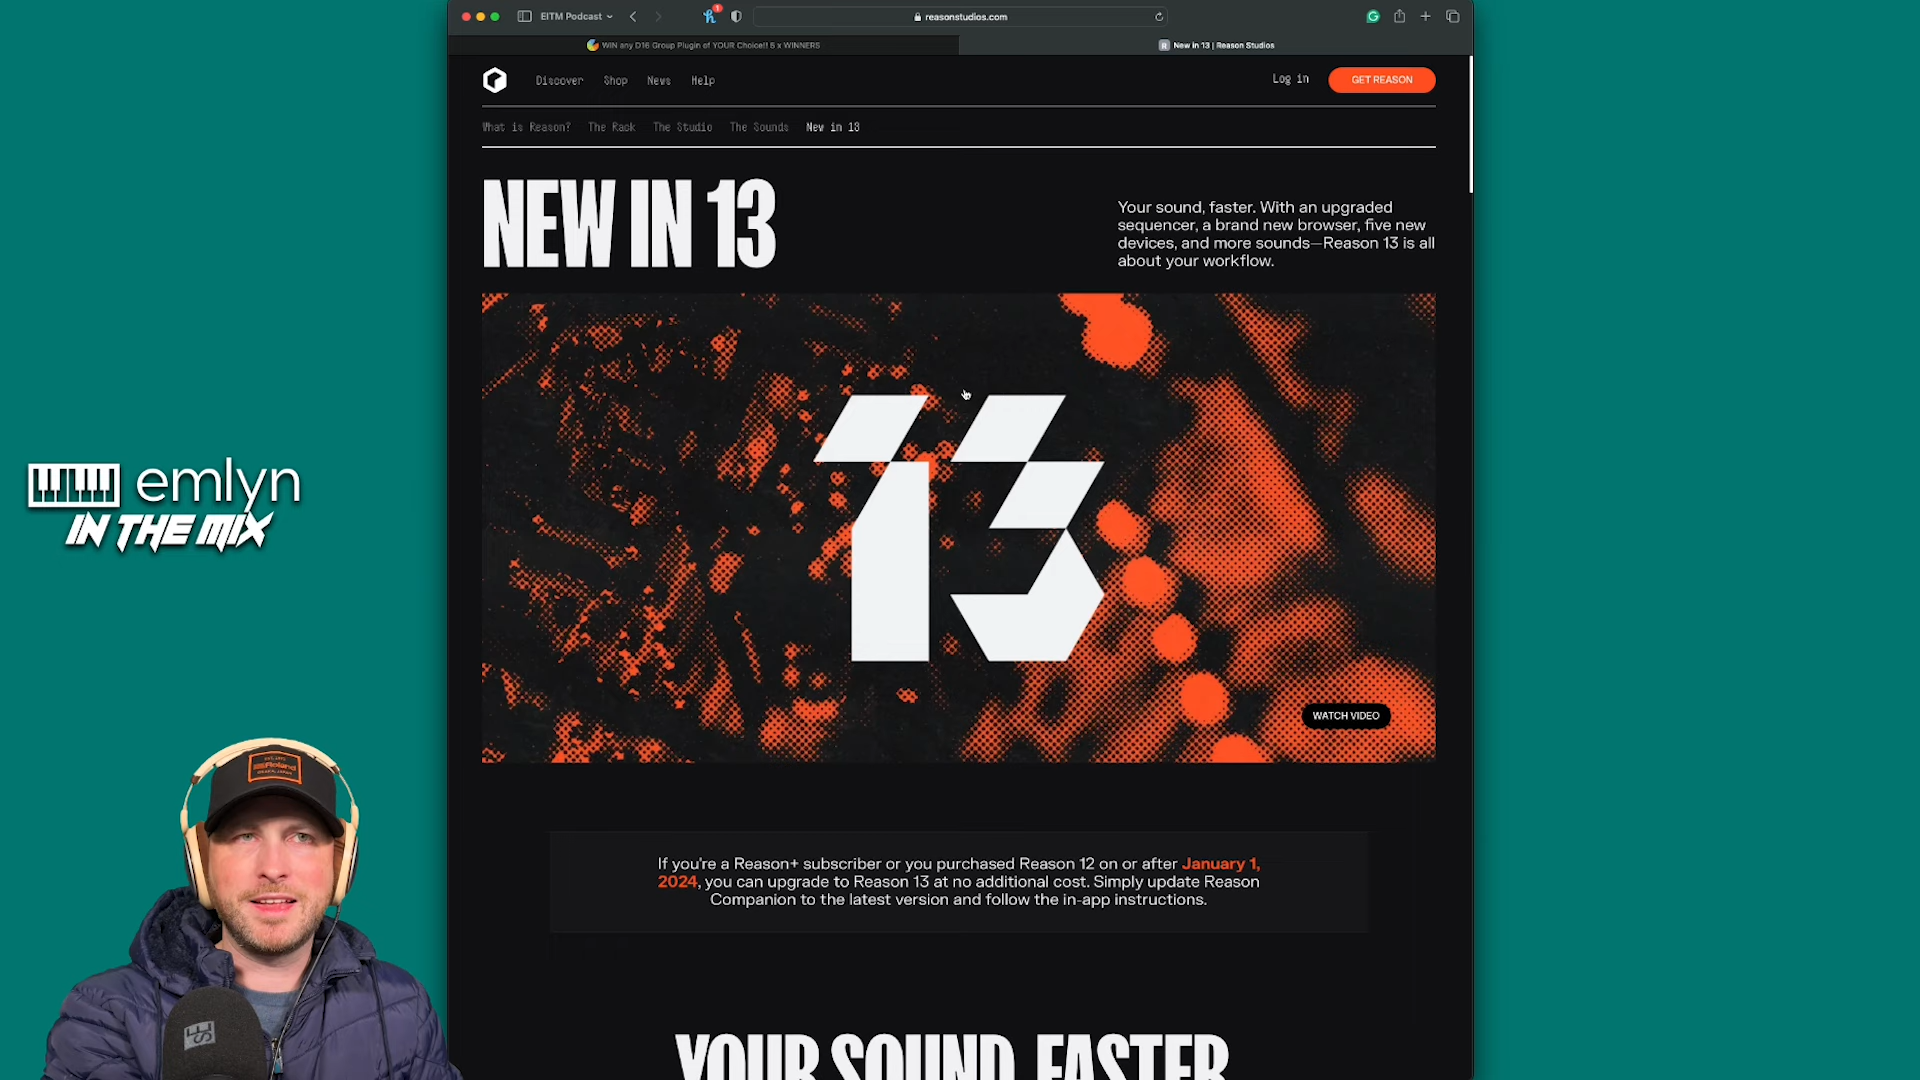 EITM Podcast
1
reasonstudios.com
WIN any D16 Group Plugin of YOUR Choice!! 5 x WINNERS
New in 13 | Reason Studios
Discover Shop News Help
Log in
GET REASON
What is Reason? The Rack The Studio The Sounds New in 13
NEW IN 13
Your sound, faster. With an upgraded
sequencer, a brand new browser, five new
devices, and more sounds—Reason 13 is all
about your workflow.
13
WATCH VIDEO
emlyn
IN THE MIX
If you're a Reason+ subscriber or you purchased Reason 12 on or after January 1,
2024, you can upgrade to Reason 13 at no additional cost. Simply update Reason
Companion to the latest version and follow the in-app instructions.
YOUR SOUND, FASTER
Roland
SE